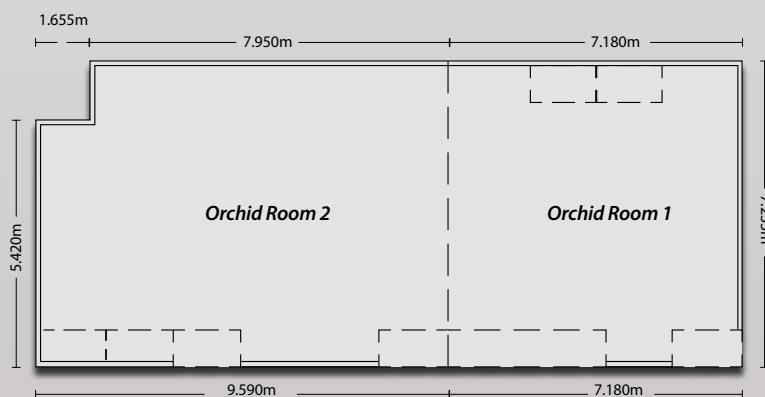 1.655m
7.950m
7.180m
Orchid Room 2
Orchid Room 1
5.420m
9.590m
7.180m